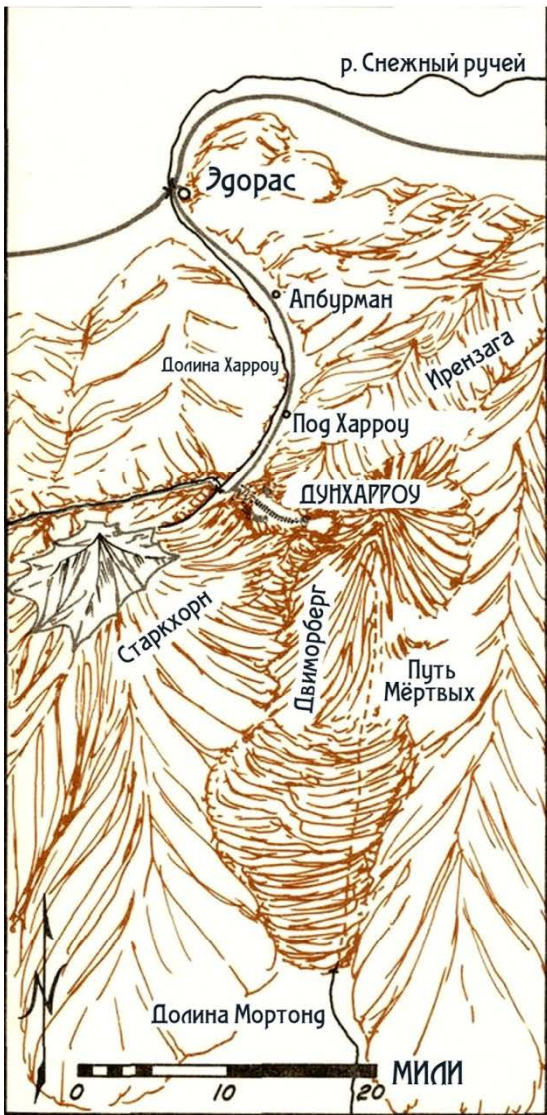 р. Снежный ручей
Эдорас
Апбурман
Долина Харроу
Ирензага
Под Харроу
ДУНХАРРОУ
Старкхорн
Двиморберг
Путь
Мёртвых
N
Долина Мортонд
МИЛИ
0 10 20